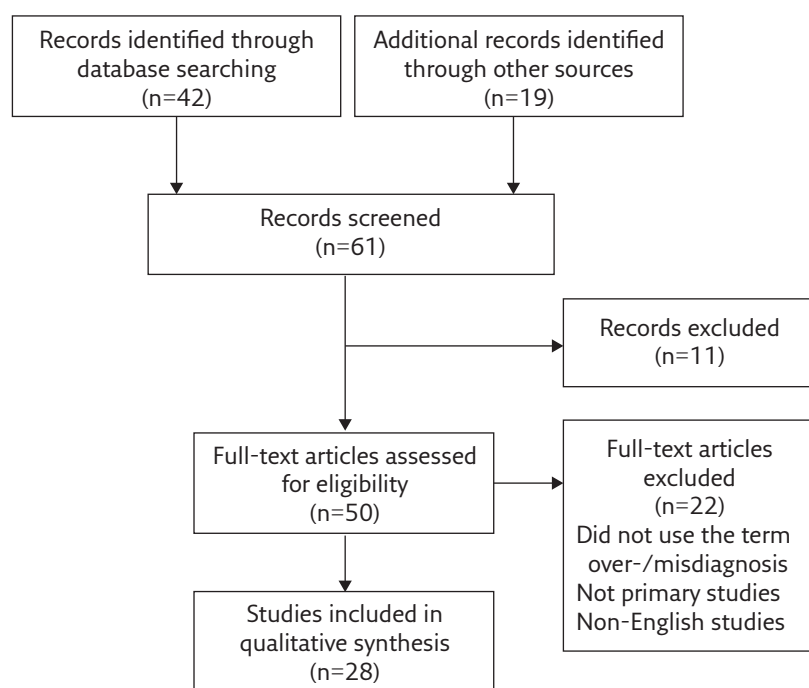 Records identified through
database searching
(n=42)
Additional records identified
through other sources
(n=19)
Records screened
(n=61)
Records excluded
(n=11)
Full-text articles assessed
for eligibility
(n=50)
Full-text articles
excluded
(n=22)
Did not use the term
over-/misdiagnosis
Not primary studies
Non-English studies
Studies included in
qualitative synthesis
(n=28)